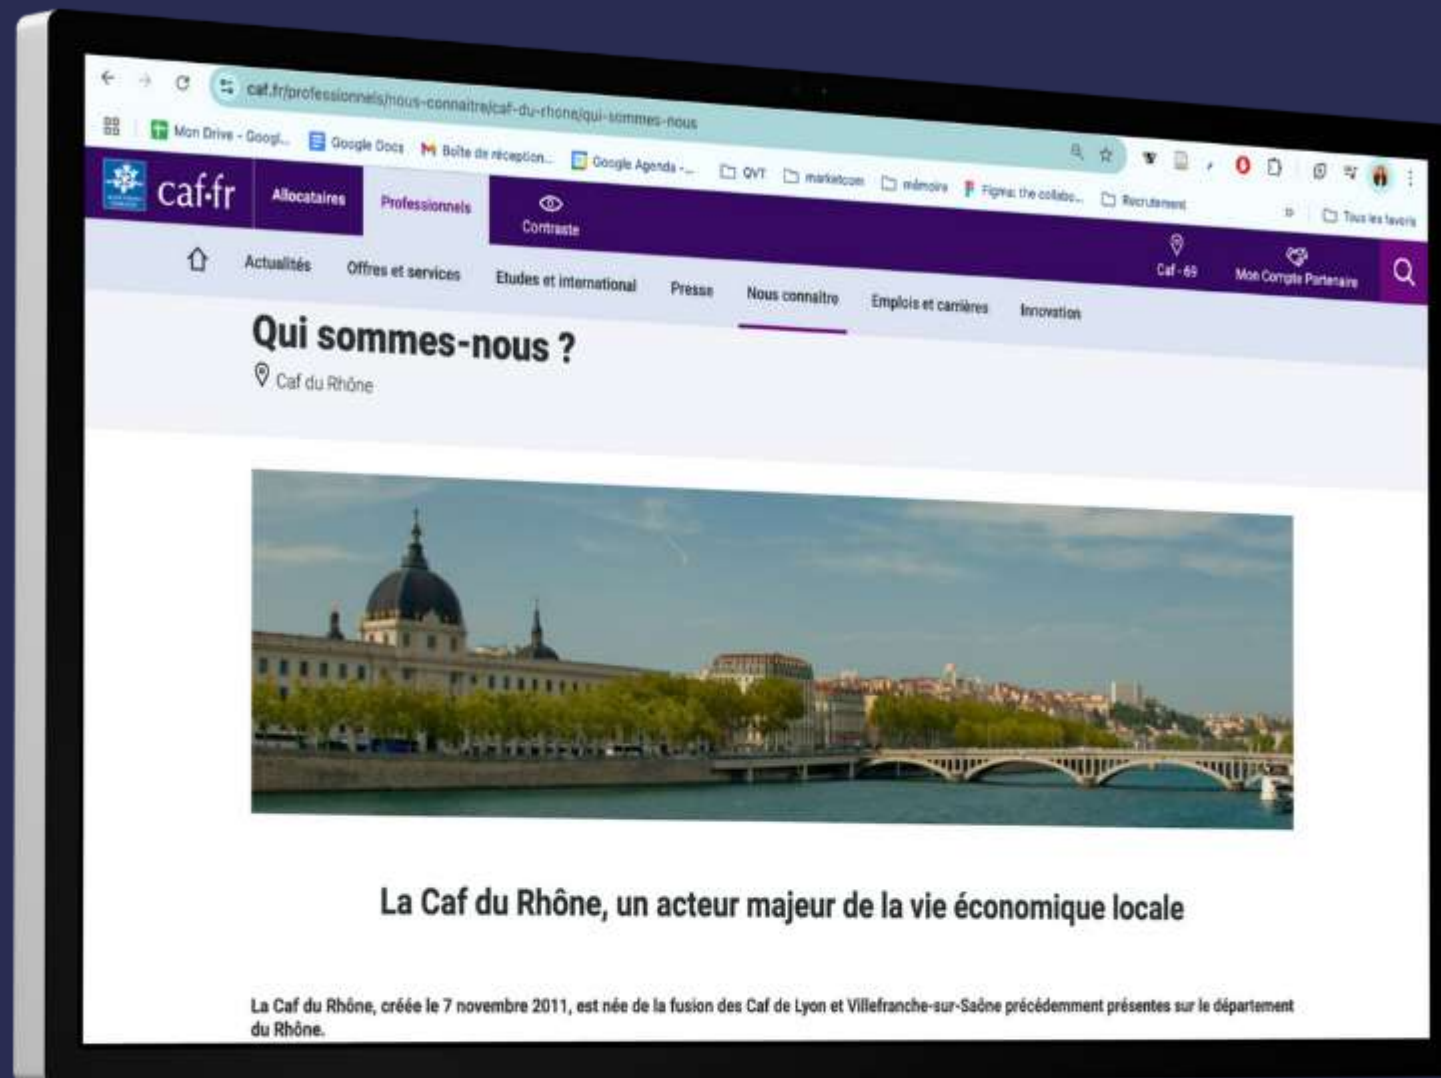 caf.fr/professionnels/nous-connaitre/caf-du-rhone/qui-sommes-nous
Mon Drive - Googl... Google Docs Boîte de réception... Google Agenda -... QVT marketcom mémoire Figma: the collabo... Recrutement » Tous les favoris
caf.fr Allocataires Professionnels Contraste Caf - 69 Mon Compte Partenaire
Actualités Offres et services Etudes et international Presse Nous connaitre Emplois et carrières Innovation
Qui sommes-nous ?
Caf du Rhône
La Caf du Rhône, un acteur majeur de la vie économique locale
La Caf du Rhône, créée le 7 novembre 2011, est née de la fusion des Caf de Lyon et Villefranche-sur-Saône précédemment présentes sur le département
du Rhône.